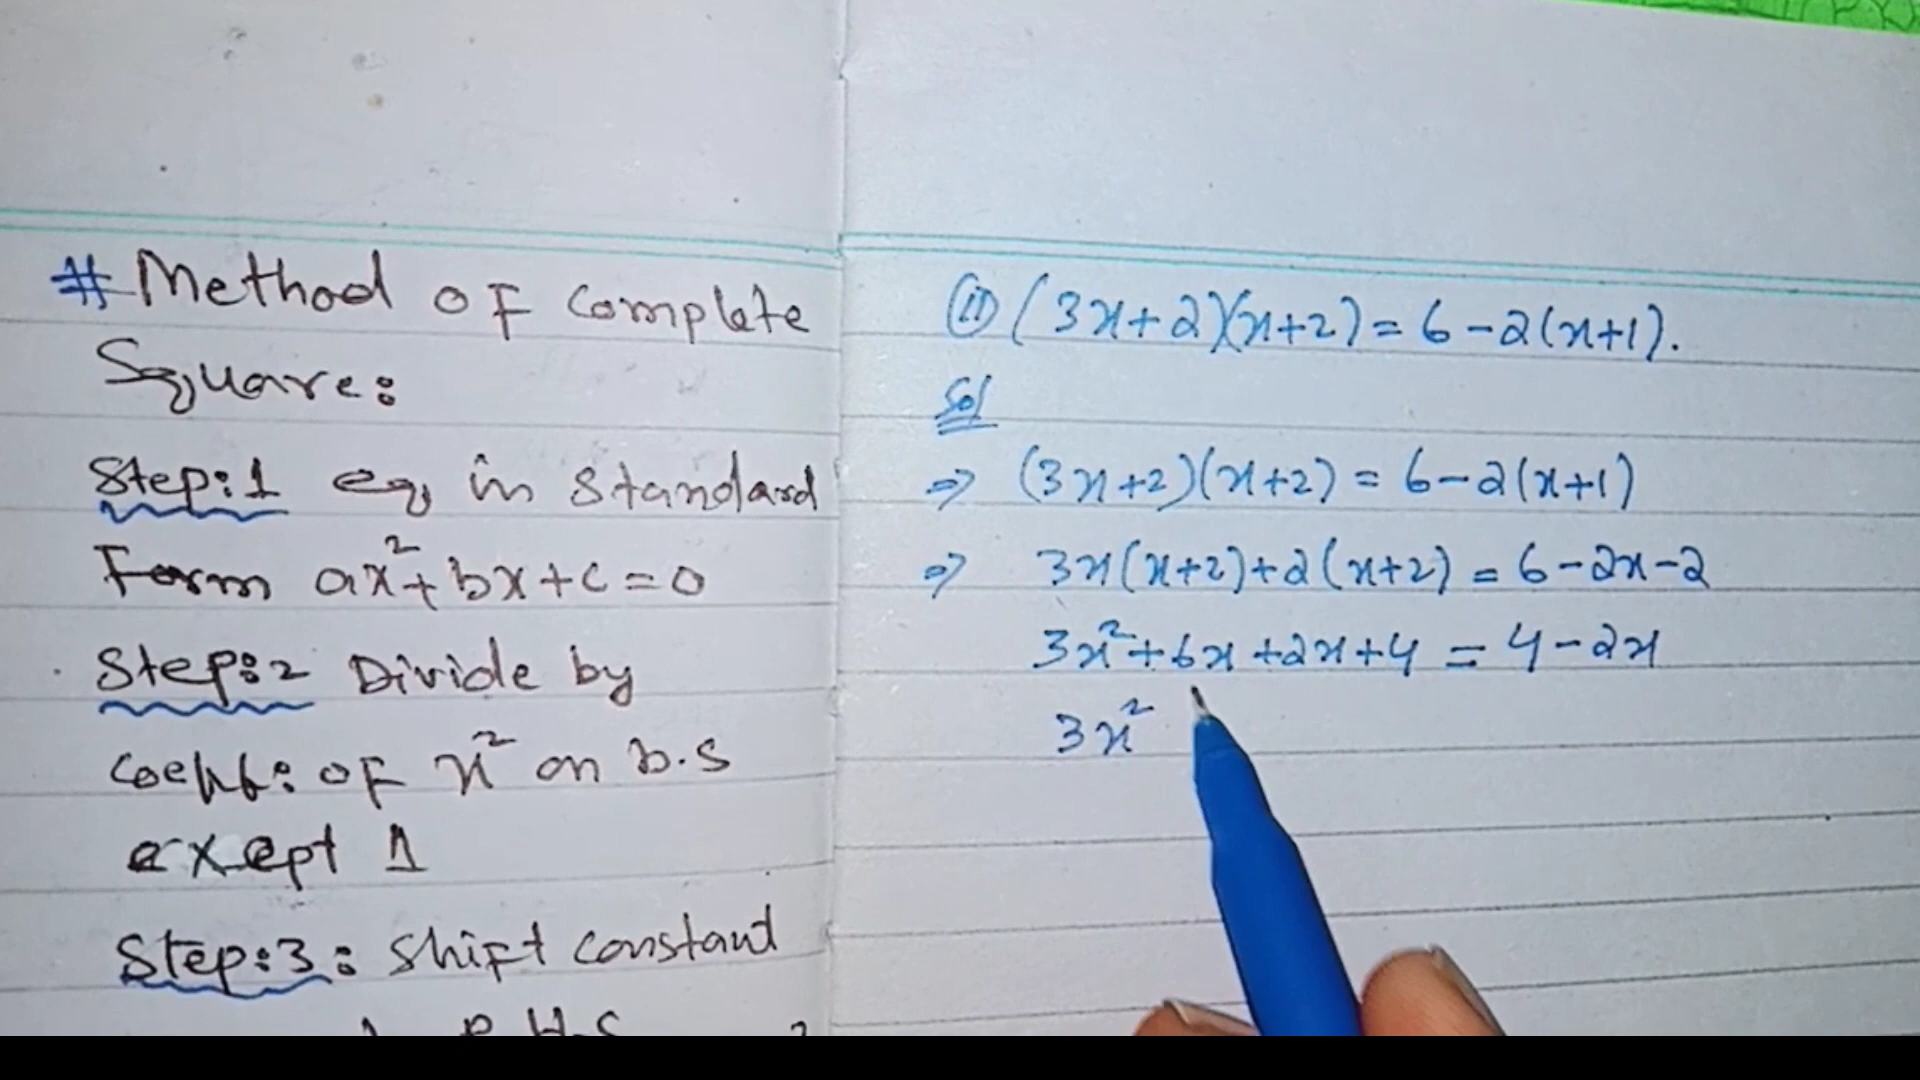 # Method of Complete
Square:
Step:1 eq in standard
Form ax²+bx+c=0
Step:2 Divide by
of x² on b.s
exept 1
Step:3: Shift Constant
R.H.S
(ii) (3x+2)(x+2)=6-2(x+1).
Sol
⇒ (3x+2)(x+2)=6-2(x+1)
⇒ 3x(x+2)+2(x+2)=6-2x-2
3x²+6x+2x+4=4-2x
3x²